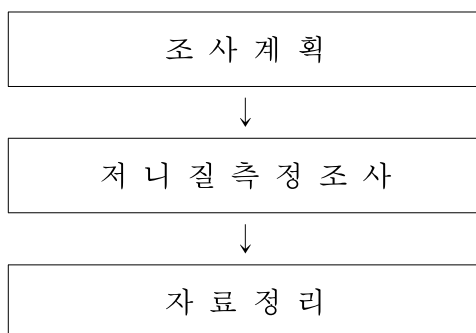 조 사 계 획
↓
저 니 질 측 정 조 사
↓
자 료 정 리